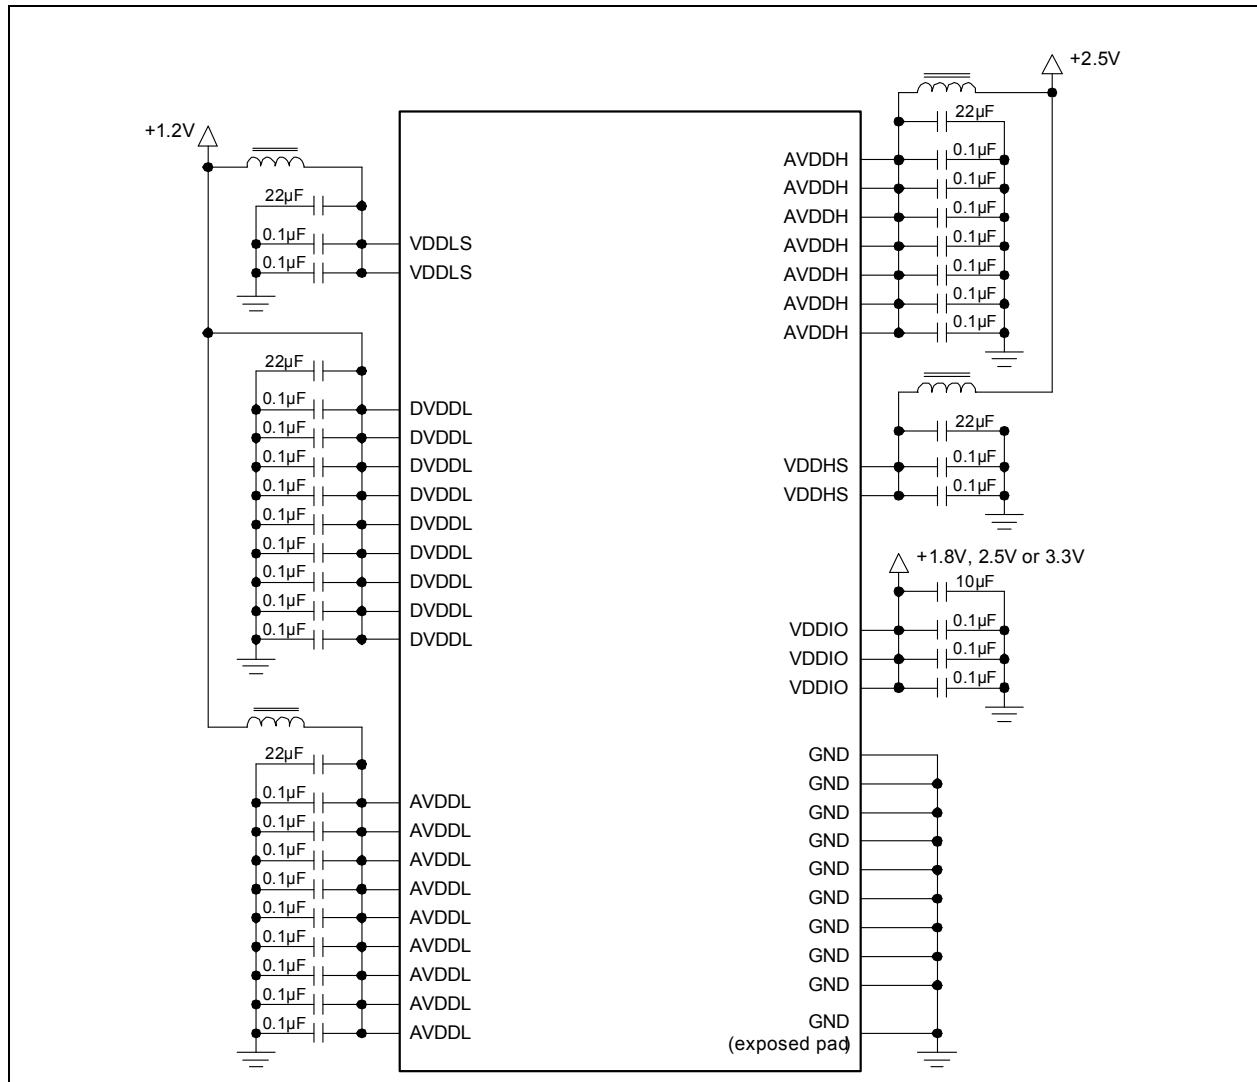 +2.5V
22µF
+1.2V
0.1µF
AVDDH
0.1µF
AVDDH
22µF
0.1µF
AVDDH
0.1µF
VDDLS
0.1µF
AVDDH
0.1µF
VDDLS
0.1µF
AVDDH
0.1µF
AVDDH
0.1µF
AVDDH
22µF
0.1µF
DVDDL
22µF
0.1µF
DVDDL
0.1µF
DVDDL
0.1µF
VDDHS
0.1µF
DVDDL
0.1µF
VDDHS
0.1µF
DVDDL
0.1µF
DVDDL
+1.8V, 2.5V or 3.3V
0.1µF
DVDDL
10µF
0.1µF
DVDDL
0.1µF
DVDDL
VDDIO
0.1µF
VDDIO
0.1µF
VDDIO
0.1µF
22µF
GND
GND
0.1µF
AVDDL
GND
0.1µF
AVDDL
GND
0.1µF
AVDDL
GND
0.1µF
AVDDL
GND
0.1µF
AVDDL
GND
0.1µF
AVDDL
GND
0.1µF
AVDDL
GND
0.1µF
AVDDL
GND
0.1µF
AVDDL
(exposed pad)